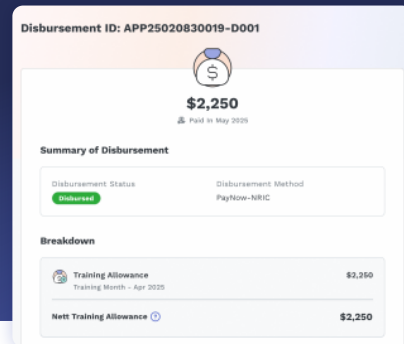 Disbursement ID: APP25020830019-D001
$2,250
Paid in May 2025
Summary of Disbursement
Disbursement Status
Disbursement Method
Disbursed
PayNow-NRIC
Breakdown
Training Allowance
$2,250
Training Month - Apr 2025
Nett Training Allowance ?
$2,250